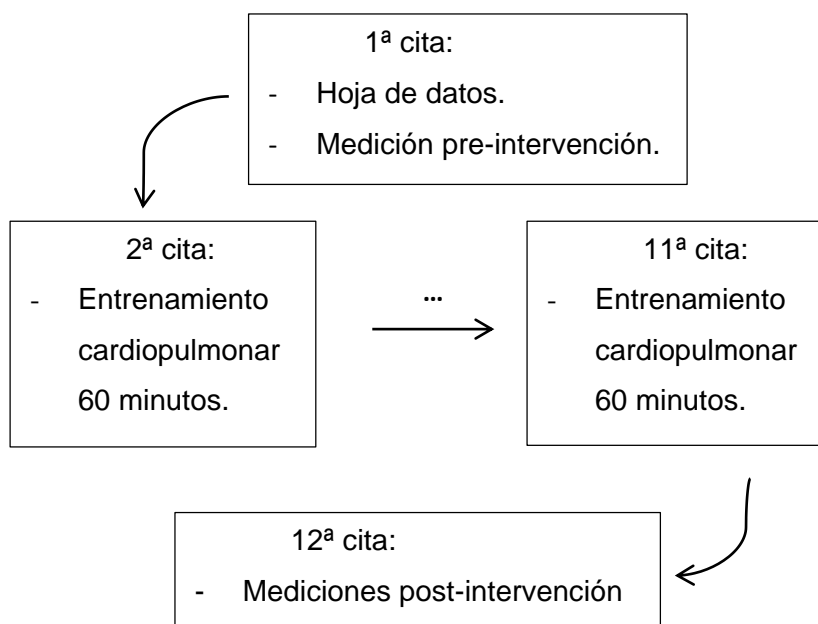 1ª cita:
- Hoja de datos.
- Medición pre-intervención.
2ª cita:
- Entrenamiento
cardiopulmonar
60 minutos.
...
11ª cita:
- Entrenamiento
cardiopulmonar
60 minutos.
12ª cita:
- Mediciones post-intervención